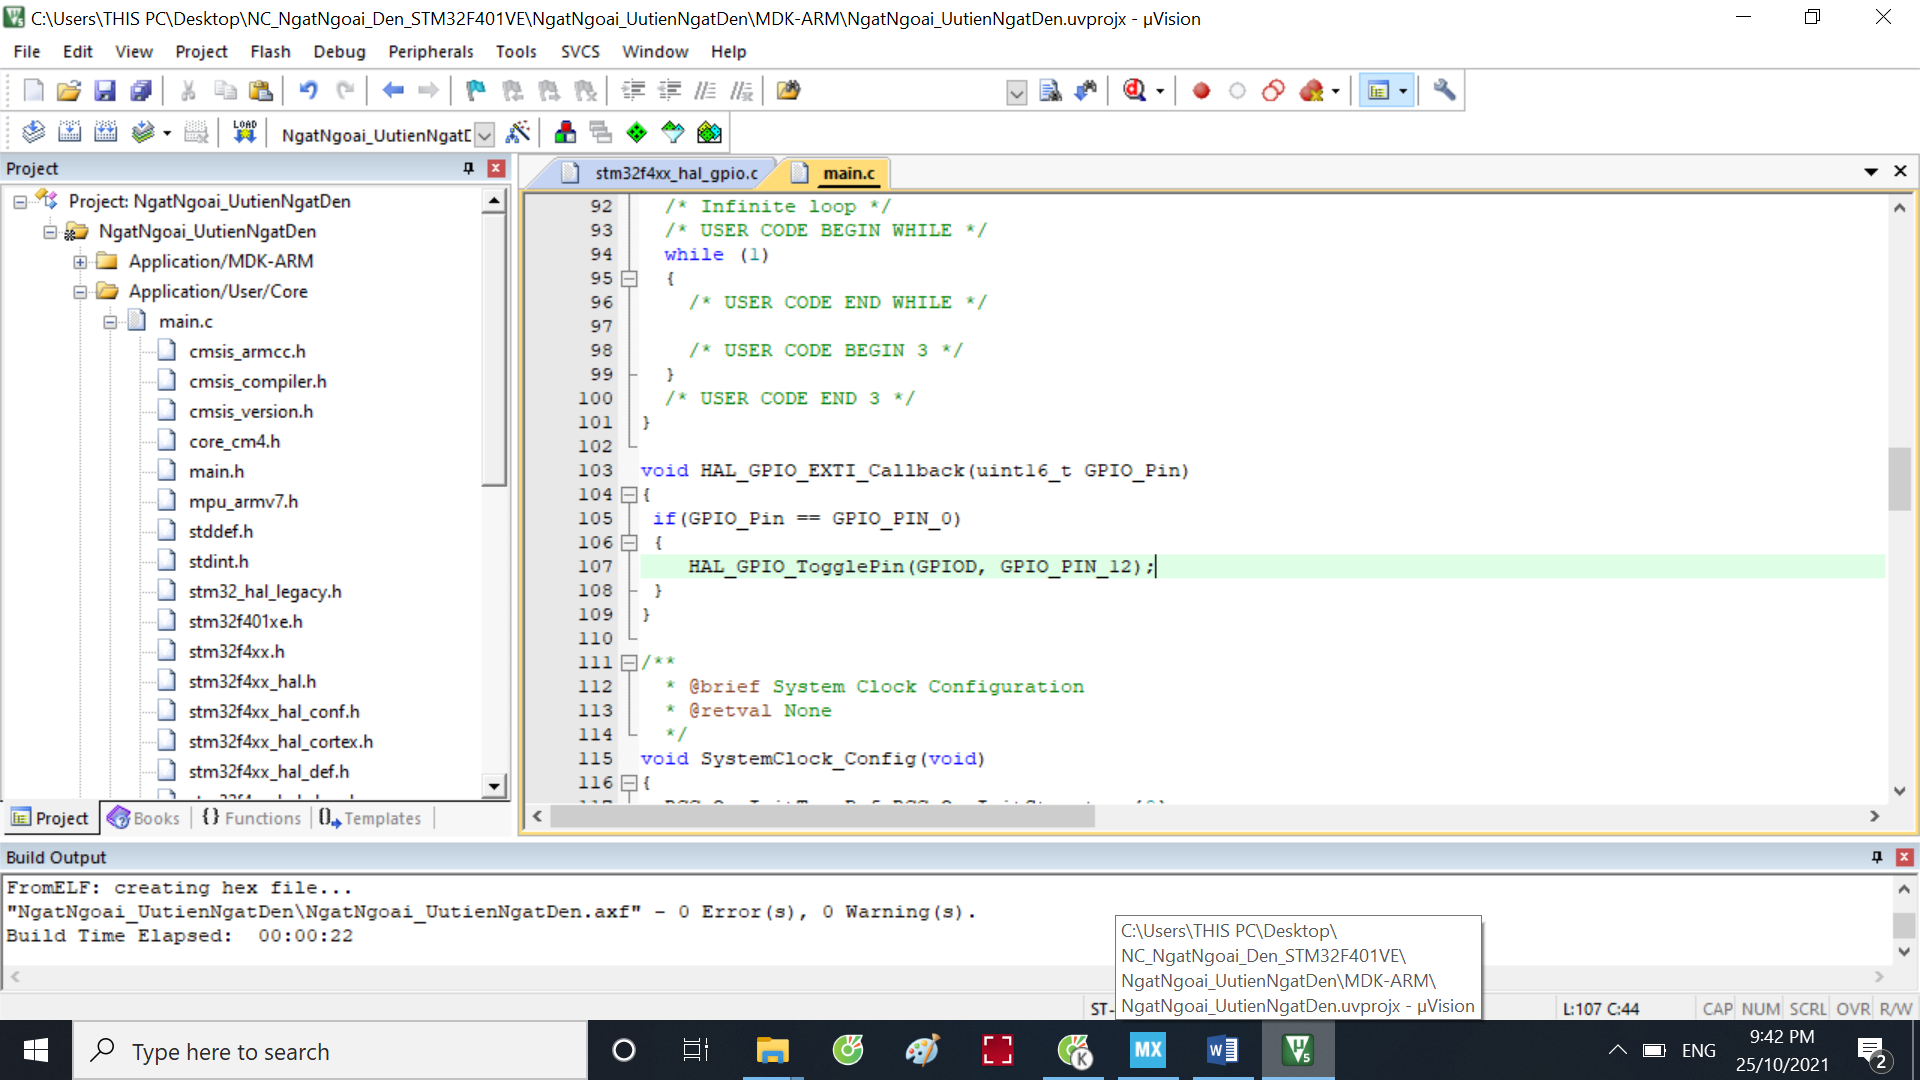 C:\Users\THIS PC\Desktop\NC_NgatNgoai_Den_STM32F401VE\NgatNgoai_UutienNgatDen\MDK-ARM\NgatNgoai_UutienNgatDen.uvprojx - µVision
File Edit View Project Flash Debug Peripherals Tools SVCS Window Help
LOAD
NgatNgoai_UutienNgatD
Project
Project: NgatNgoai_UutienNgatDen
NgatNgoai_UutienNgatDen
Application/MDK-ARM
Application/User/Core
main.c
cmsis_armcc.h
cmsis_compiler.h
cmsis_version.h
core_cm4.h
main.h
mpu_armv7.h
stddef.h
stdint.h
stm32_hal_legacy.h
stm32f401xe.h
stm32f4xx.h
stm32f4xx_hal.h
stm32f4xx_hal_conf.h
stm32f4xx_hal_cortex.h
stm32f4xx_hal_def.h
Project Books {} Functions Templates
stm32f4xx_hal_gpio.c main.c
92 /* Infinite loop */
93 /* USER CODE BEGIN WHILE */
94 while (1)
95 {
96 /* USER CODE END WHILE */
97
98 /* USER CODE BEGIN 3 */
99 }
100 /* USER CODE END 3 */
101 }
102
103 void HAL_GPIO_EXTI_Callback(uint16_t GPIO_Pin)
104 {
105 if(GPIO_Pin == GPIO_PIN_0)
106 {
107 HAL_GPIO_TogglePin(GPIOD, GPIO_PIN_12);
108 }
109 }
110
111 /**
112 * @brief System Clock Configuration
113 * @retval None
114 */
115 void SystemClock_Config(void)
116 {
Build Output
FromELF: creating hex file...
"NgatNgoai_UutienNgatDen\NgatNgoai_UutienNgatDen.axf" - 0 Error(s), 0 Warning(s).
Build Time Elapsed: 00:00:22
C:\Users\THIS PC\Desktop\
NC_NgatNgoai_Den_STM32F401VE\
NgatNgoai_UutienNgatDen\MDK-ARM\
NgatNgoai_UutienNgatDen.uvprojx - µVision
ST- L:107 C:44 CAP NUM SCRL OVR R/W
Type here to search
MX
ENG
9:42 PM
25/10/2021
2